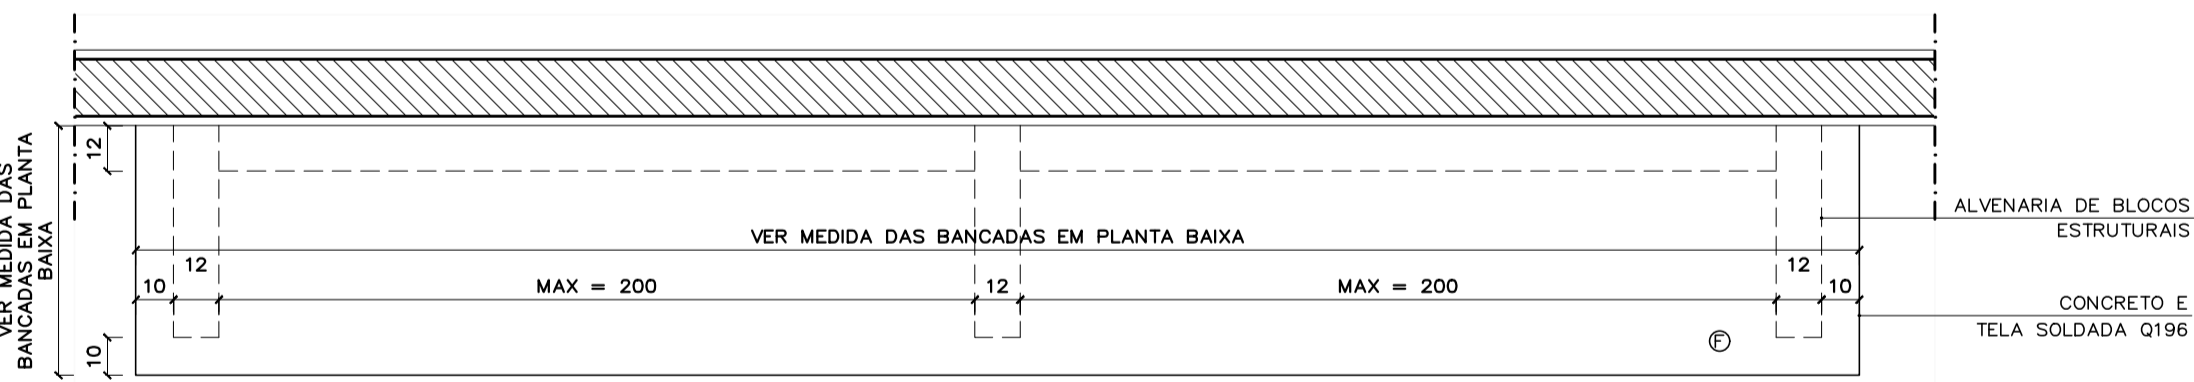 VER MEDIDA DAS
BANCADAS EM PLANTA
BAIXA
12
10
VER MEDIDA DAS BANCADAS EM PLANTA BAIXA
12
12
10
MAX = 200
12
MAX = 200
10
F
ALVENARIA DE BLOCOS
ESTRUTURAIS
CONCRETO E
TELA SOLDADA Q196